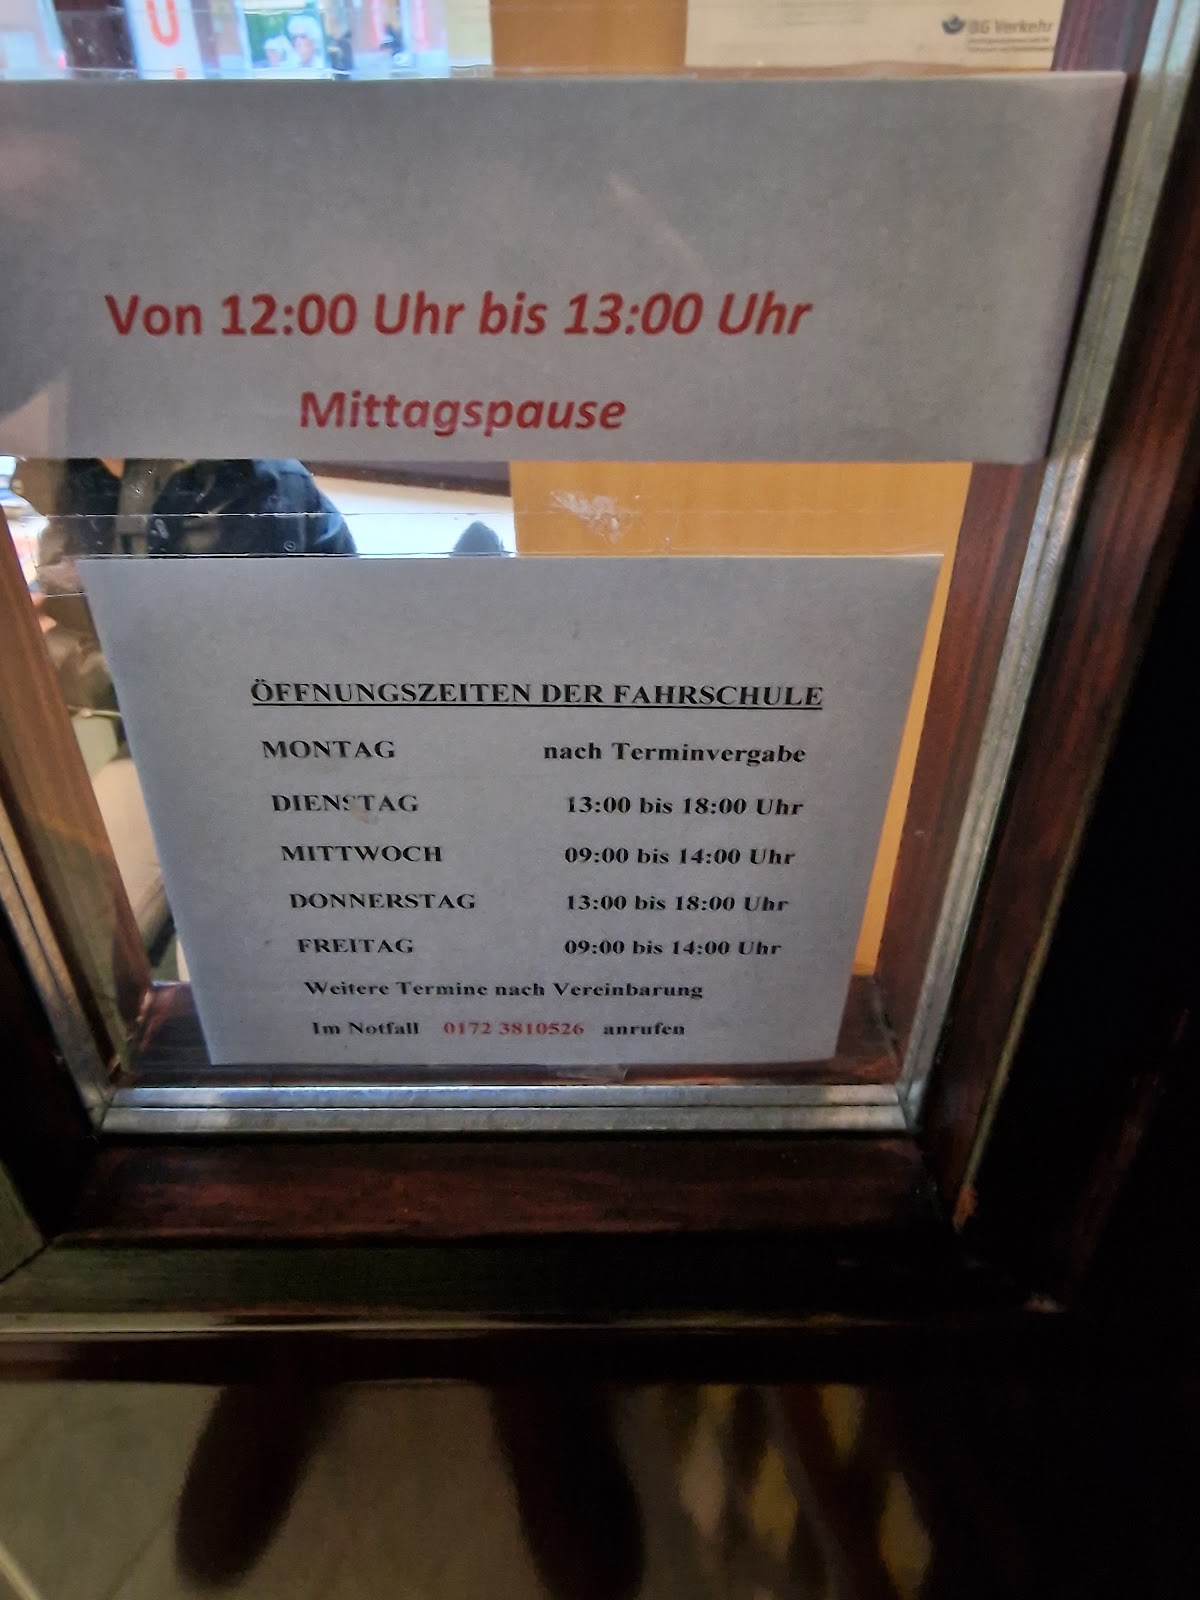 U
BG Verkehr
Von 12:00 Uhr bis 13:00 Uhr
Mittagspause
ÖFFNUNGSZEITEN DER FAHRSCHULE
MONTAG nach Terminvergabe
DIENSTAG 13:00 bis 18:00 Uhr
MITTWOCH 09:00 bis 14:00 Uhr
DONNERSTAG 13:00 bis 18:00 Uhr
FREITAG 09:00 bis 14:00 Uhr
Weitere Termine nach Vereinbarung
Im Notfall 0172 3810526 anrufen